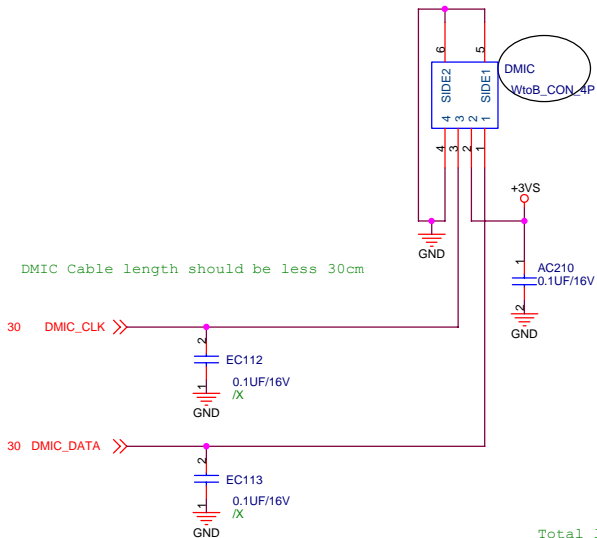 6
5
SIDE2
SIDE1
DMIC
WtoB_CON_4P
4
3
2
1
4
3
2
1
+3VS
GND
1
AC210
0.1UF/16V
2
GND
DMIC Cable length should be less 30cm
30 DMIC_CLK
2
EC112
1
0.1UF/16V
/X
GND
30 DMIC_DATA
2
EC113
1
0.1UF/16V
/X
GND
Total